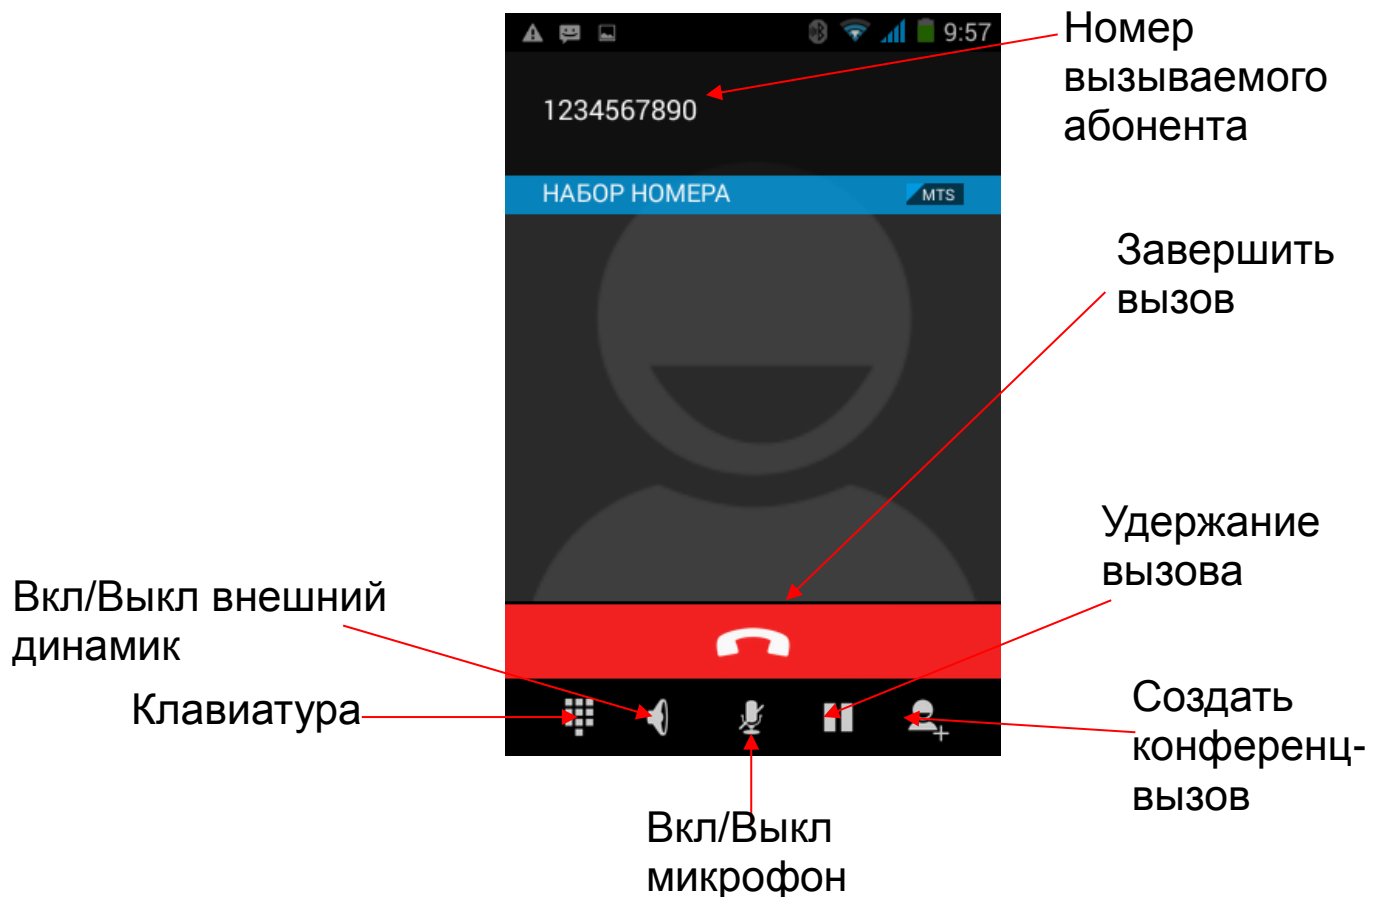 9:57
Номер
вызываемого
абонента
1234567890
НАБОР НОМЕРА
MTS
Завершить
вызов
Удержание
вызова
Вкл/Выкл внешний
динамик
Клавиатура
Создать
конференц-
вызов
Вкл/Выкл
микрофон